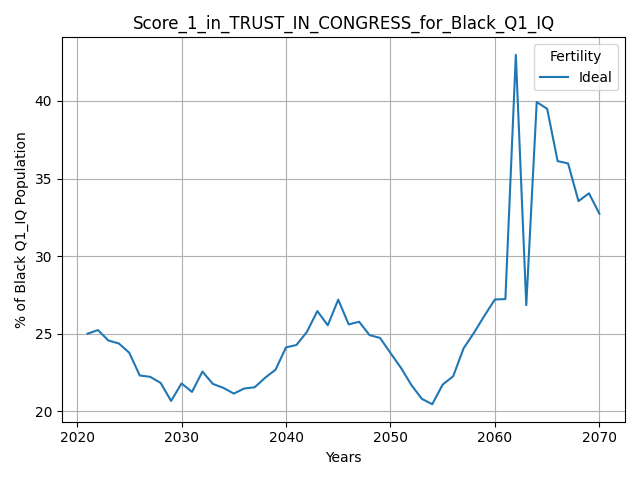 Score_1_in_TRUST_IN_CONGRESS_for_Black_Q1_IQ
Fertility
Ideal
% of Black Q1_IQ Population
40
35
30
25
20
2020 2030 2040 2050 2060 2070
Years